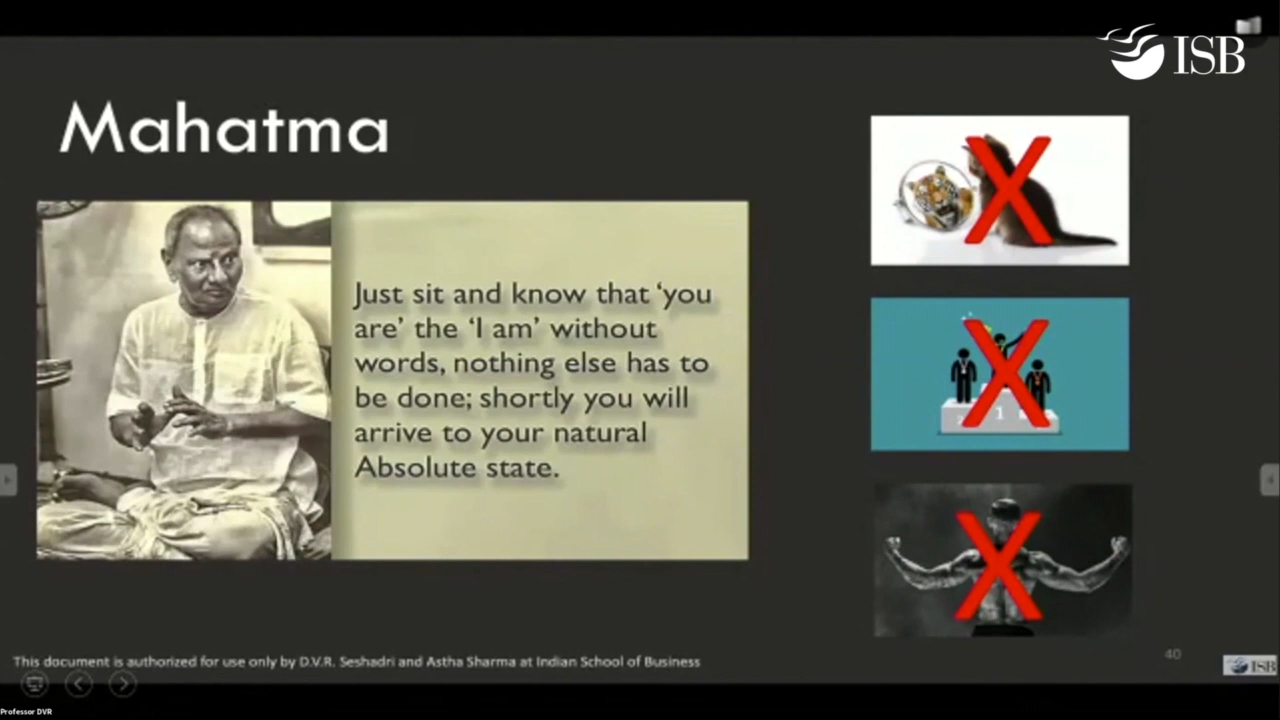 ISB
Mahatma
Just sit and know that ‘you
are’ the ‘I am’ without
words, nothing else has to
be done; shortly you will
arrive to your natural
Absolute state.
1
This document is authorized for use only by D.V.R. Seshadri and Astha Sharma at Indian School of Business
40
ISB
Professor DVR